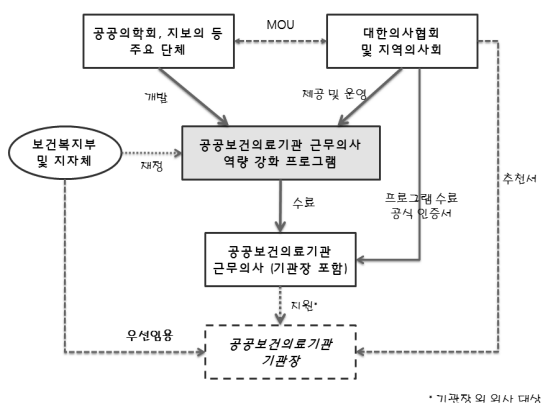 공공의학회, 지보의 등
주요 단체
MOU
대한의사협회
및 지역의사회
개발
제공 및 운영
보건복지부
및 지자체
재정
공공보건의료기관 근무의사
역량 강화 프로그램
추천서
수료
프로그램 수료
공식 인증서
공공보건의료기관
근무의사 (기관장 포함)
지원*
우선임용
공공보건의료기관
기관장
* 기관장 외 의사 대상